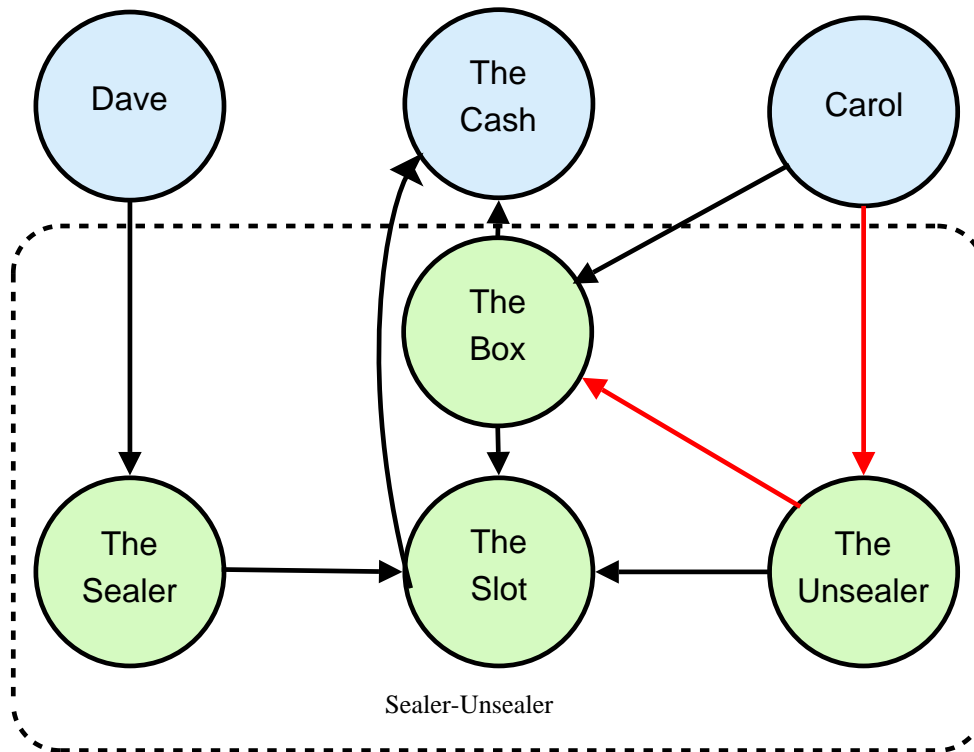 Dave
The
Cash
Carol
The
Box
The
Sealer
The
Slot
The
Unsealer
Sealer-Unsealer